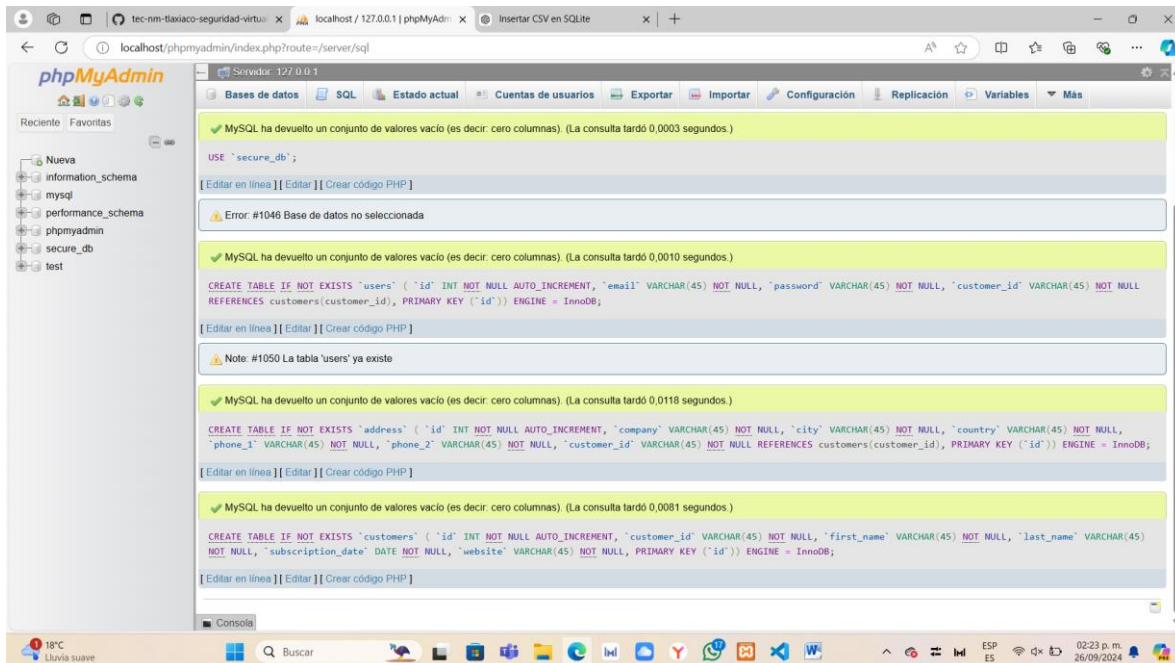 tec-nm-tlaxiaco-seguridad-virtua
localhost / 127.0.0.1 | phpMyAdm
Insertar CSV en SQLite
localhost/phpmyadmin/index.php?route=/server/sql
phpMyAdmin
Reciente Favoritas
Nueva
information_schema
mysql
performance_schema
phpmyadmin
secure_db
test
Servidor: 127.0.0.1
Bases de datos SQL Estado actual Cuentas de usuarios Exportar Importar Configuración Replicación Variables Más
MySQL ha devuelto un conjunto de valores vacío (es decir: cero columnas). (La consulta tardó 0,0003 segundos.)
USE `secure_db`;
[ Editar en línea ] [ Editar ] [ Crear código PHP ]
Error: #1046 Base de datos no seleccionada
MySQL ha devuelto un conjunto de valores vacío (es decir: cero columnas). (La consulta tardó 0,0010 segundos.)
CREATE TABLE IF NOT EXISTS `users` ( `id` INT NOT NULL AUTO_INCREMENT, `email` VARCHAR(45) NOT NULL, `password` VARCHAR(45) NOT NULL, `customer_id` VARCHAR(45) NOT NULL
REFERENCES customers(customer_id), PRIMARY KEY (`id`)) ENGINE = InnoDB;
[ Editar en línea ] [ Editar ] [ Crear código PHP ]
Note: #1050 La tabla 'users' ya existe
MySQL ha devuelto un conjunto de valores vacío (es decir: cero columnas). (La consulta tardó 0,0118 segundos.)
CREATE TABLE IF NOT EXISTS `address` ( `id` INT NOT NULL AUTO_INCREMENT, `company` VARCHAR(45) NOT NULL, `city` VARCHAR(45) NOT NULL, `country` VARCHAR(45) NOT NULL,
`phone_1` VARCHAR(45) NOT NULL, `phone_2` VARCHAR(45) NOT NULL, `customer_id` VARCHAR(45) NOT NULL REFERENCES customers(customer_id), PRIMARY KEY (`id`)) ENGINE = InnoDB;
[ Editar en línea ] [ Editar ] [ Crear código PHP ]
MySQL ha devuelto un conjunto de valores vacío (es decir: cero columnas). (La consulta tardó 0,0081 segundos.)
CREATE TABLE IF NOT EXISTS `customers` ( `id` INT NOT NULL AUTO_INCREMENT, `customer_id` VARCHAR(45) NOT NULL, `first_name` VARCHAR(45) NOT NULL, `last_name` VARCHAR(45)
NOT NULL, `subscription_date` DATE NOT NULL, `website` VARCHAR(45) NOT NULL, PRIMARY KEY (`id`)) ENGINE = InnoDB;
[ Editar en línea ] [ Editar ] [ Crear código PHP ]
Consola
1
18°C
Lluvia suave
Buscar
17
ESP
ES
02:23 p. m.
26/09/2024